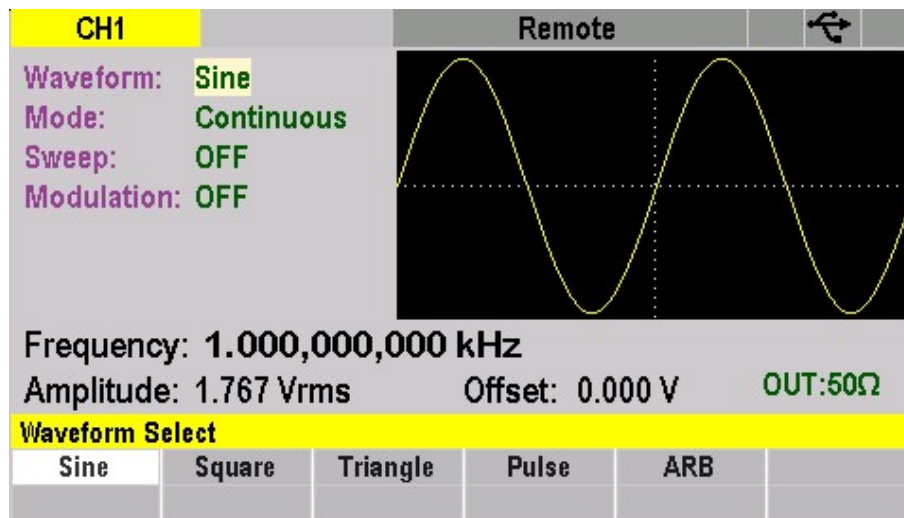 CH1 Remote
Waveform: Sine
Mode: Continuous
Sweep: OFF
Modulation: OFF
Frequency: 1.000,000,000 kHz
Amplitude: 1.767 Vrms Offset: 0.000 V OUT:50Ω
Waveform Select
Sine Square Triangle Pulse ARB